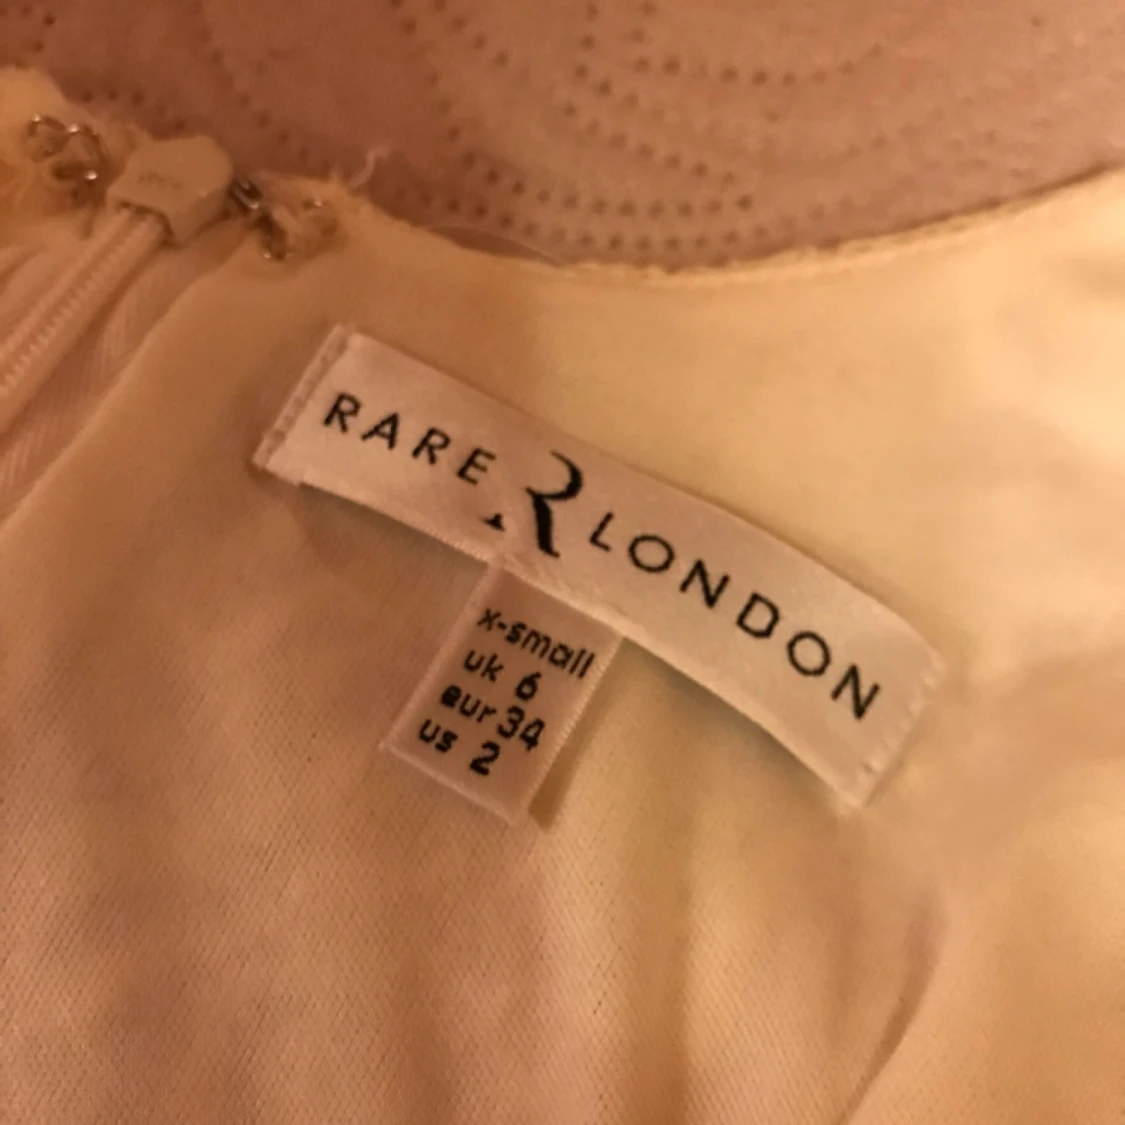 RARE R LONDON
x-small
uk 6
eur 34
us 2